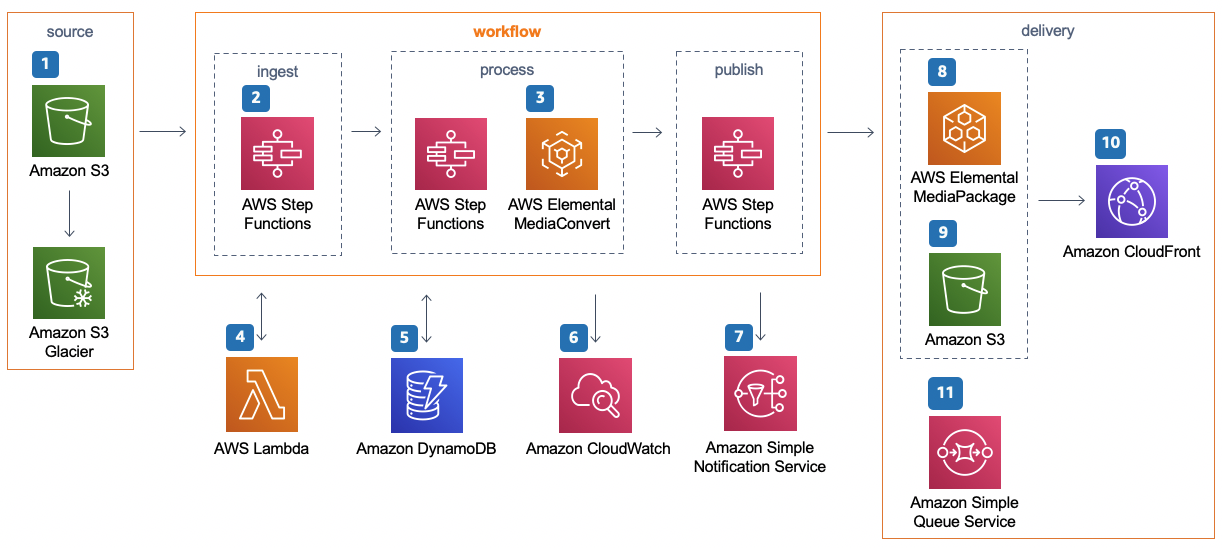 source
1
Amazon S3
Amazon S3
Glacier
workflow
ingest
2
AWS Step
Functions
process
3
AWS Step
Functions
AWS Elemental
MediaConvert
publish
AWS Step
Functions
4
AWS Lambda
5
Amazon DynamoDB
6
Amazon CloudWatch
7
Amazon Simple
Notification Service
delivery
8
AWS Elemental
MediaPackage
9
Amazon S3
10
Amazon CloudFront
11
Amazon Simple
Queue Service